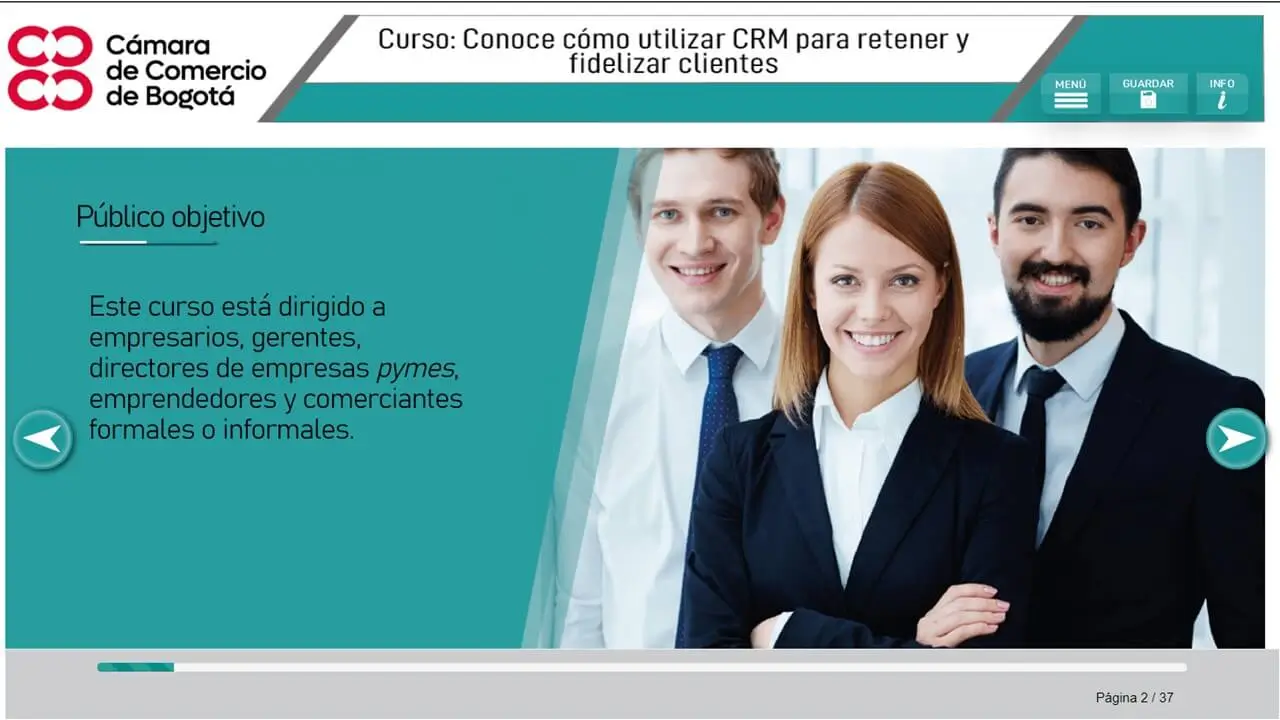 Cámara
de Comercio
de Bogotá
Curso: Conoce cómo utilizar CRM para retener y
fidelizar clientes
MENÚ
GUARDAR
INFO
i
Público objetivo
Este curso está dirigido a
empresarios, gerentes,
directores de empresas pymes,
emprendedores y comerciantes
formales o informales.
Página 2 / 37